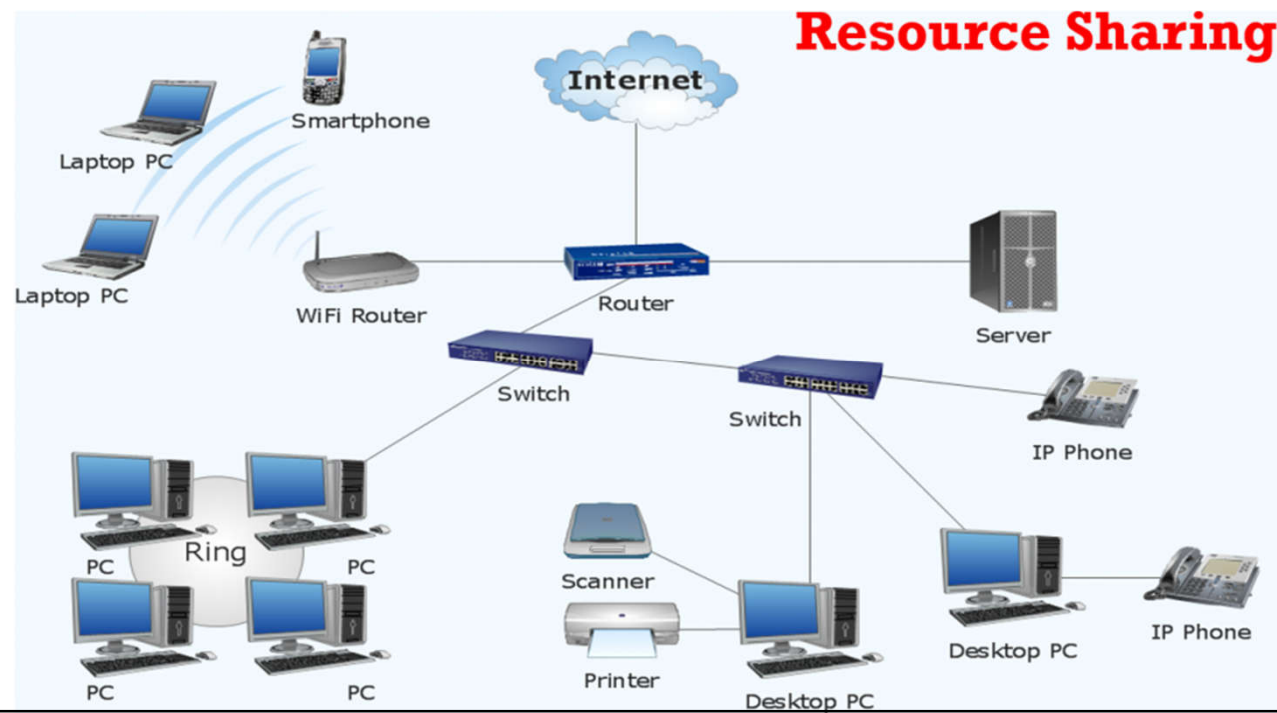 Resource Sharing
Internet
Smartphone
Laptop PC
Laptop PC
WiFi Router
Router
Server
Switch
Switch
IP Phone
Ring
PC
PC
PC
PC
Scanner
Printer
Desktop PC
Desktop PC
IP Phone